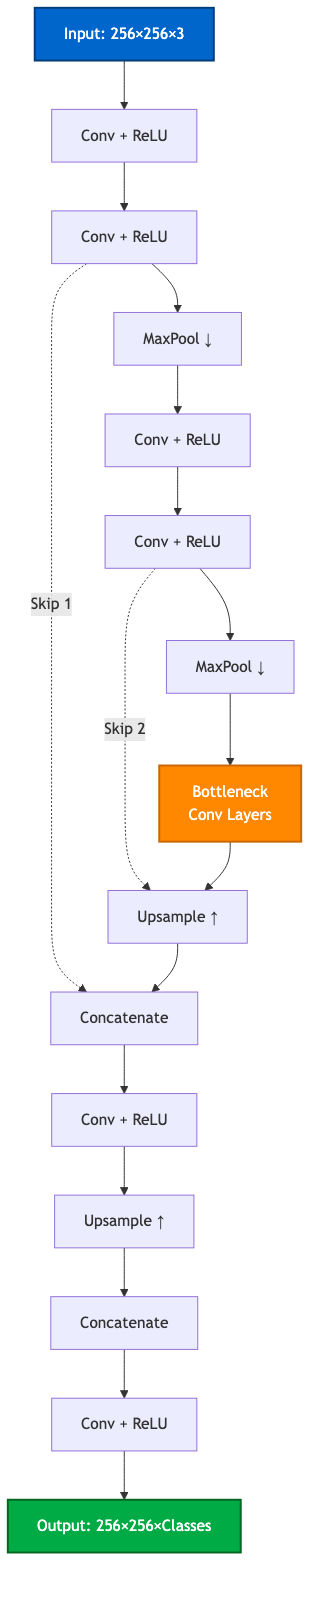 Input: 256×256×3
Conv + ReLU
Conv + ReLU
MaxPool ↓
Conv + ReLU
Conv + ReLU
Skip 1
MaxPool ↓
Skip 2
Bottleneck
Conv Layers
Upsample ↑
Concatenate
Conv + ReLU
Upsample ↑
Concatenate
Conv + ReLU
Output: 256×256×Classes